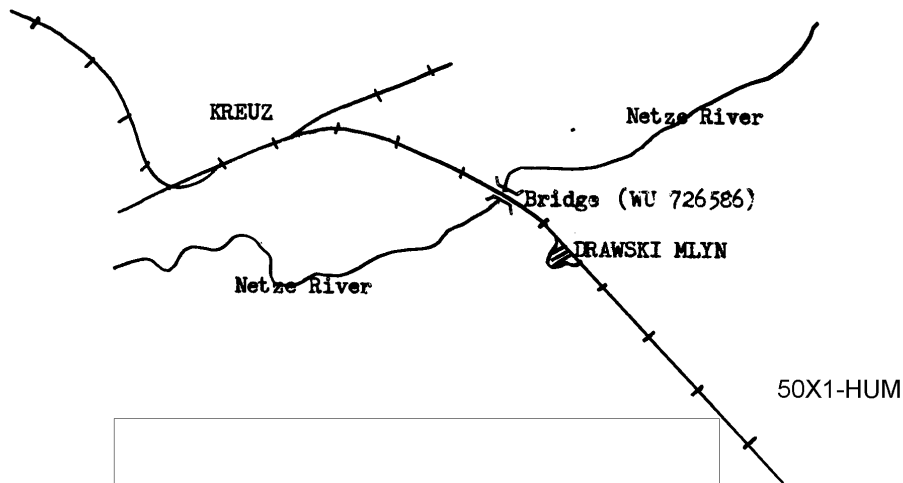 KREUZ
Netze River
Bridge (WU 726586)
DRAWSKI MLYN
Netze River
50X1-HUM